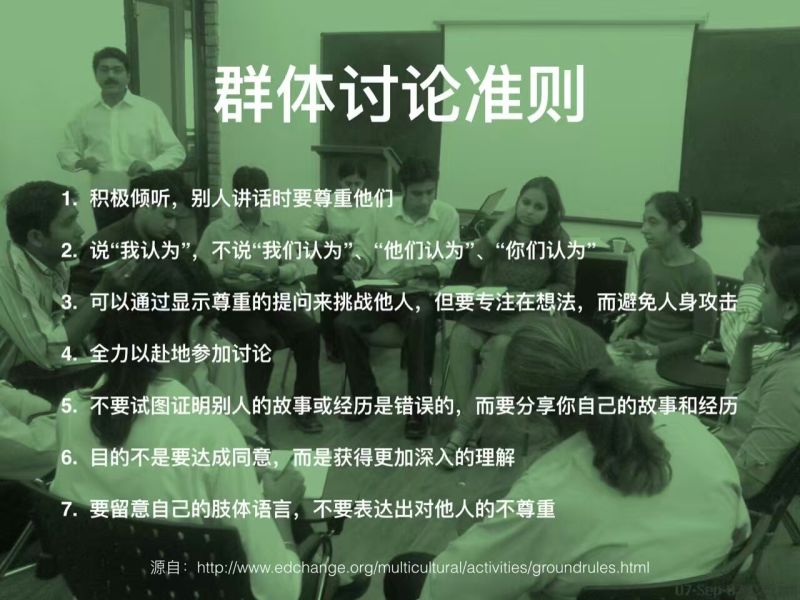 群体讨论准则
1. 积极倾听，别人讲话时要尊重他们
2. 说“我认为”，不说“我们认为”、“他们认为”、“你们认为”
3. 可以通过显示尊重的提问来挑战他人，但要专注在想法，而避免人身攻击
4. 全力以赴地参加讨论
5. 不要试图证明别人的故事或经历是错误的，而要分享你自己的故事和经历
6. 目的不是要达成同意，而是获得更加深入的理解
7. 要留意自己的肢体语言，不要表达出对他人的不尊重
源自：http://www.edchange.org/multicultural/activities/groundrules.html